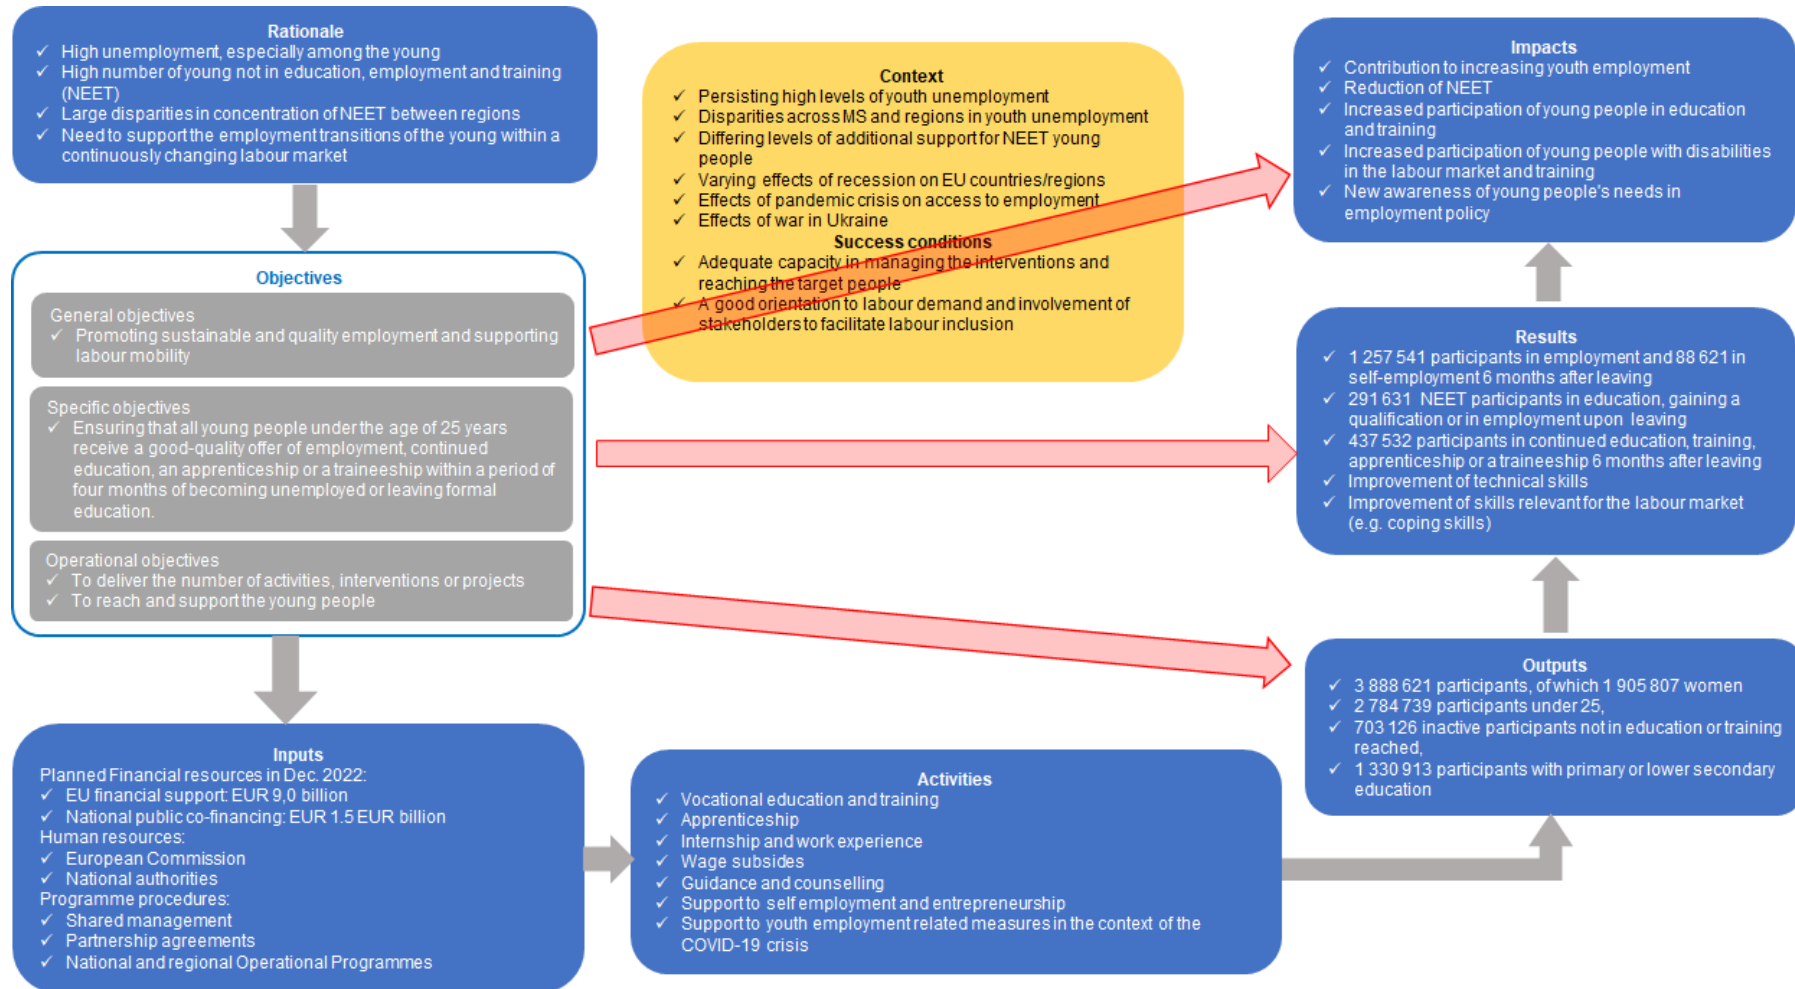 Rationale
✓ High unemployment, especially among the young
✓ High number of young not in education, employment and training
(NEET)
✓ Large disparities in concentration of NEET between regions
✓ Need to support the employment transitions of the young within a
continuously changing labour market
Objectives
General objectives
✓ Promoting sustainable and quality employment and supporting
labour mobility
Specific objectives
✓ Ensuring that all young people under the age of 25 years
receive a good-quality offer of employment, continued
education, an apprenticeship or a traineeship within a period of
four months of becoming unemployed or leaving formal
education.
Operational objectives
✓ To deliver the number of activities, interventions or projects
✓ To reach and support the young people
Inputs
Planned Financial resources in Dec. 2022:
✓ EU financial support: EUR 9,0 billion
✓ National public co-financing: EUR 1.5 EUR billion
Human resources:
✓ European Commission
✓ National authorities
Programme procedures:
✓ Shared management
✓ Partnership agreements
✓ National and regional Operational Programmes
Context
✓ Persisting high levels of youth unemployment
✓ Disparities across MS and regions in youth unemployment
✓ Differing levels of additional support for NEET young
people
✓ Varying effects of recession on EU countries/regions
✓ Effects of pandemic crisis on access to employment
✓ Effects of war in Ukraine
Success conditions
✓ Adequate capacity in managing the interventions and
reaching the target people
✓ A good orientation to labour demand and involvement of
stakeholders to facilitate labour inclusion
Activities
✓ Vocational education and training
✓ Apprenticeship
✓ Internship and work experience
✓ Wage subsides
✓ Guidance and counselling
✓ Support to self employment and entrepreneurship
✓ Support to youth employment related measures in the context of the
COVID-19 crisis
Impacts
✓ Contribution to increasing youth employment
✓ Reduction of NEET
✓ Increased participation of young people in education
and training
✓ Increased participation of young people with disabilities
in the labour market and training
✓ New awareness of young people's needs in
employment policy
Results
✓ 1 257 541 participants in employment and 88 621 in
self-employment 6 months after leaving
✓ 291 631 NEET participants in education, gaining a
qualification or in employment upon leaving
✓ 437 532 participants in continued education, training,
apprenticeship or a traineeship 6 months after leaving
✓ Improvement of technical skills
✓ Improvement of skills relevant for the labour market
(e.g. coping skills)
Outputs
✓ 3 888 621 participants, of which 1 905 807 women
✓ 2 784 739 participants under 25,
✓ 703 126 inactive participants not in education or training
reached,
✓ 1 330 913 participants with primary or lower secondary
education